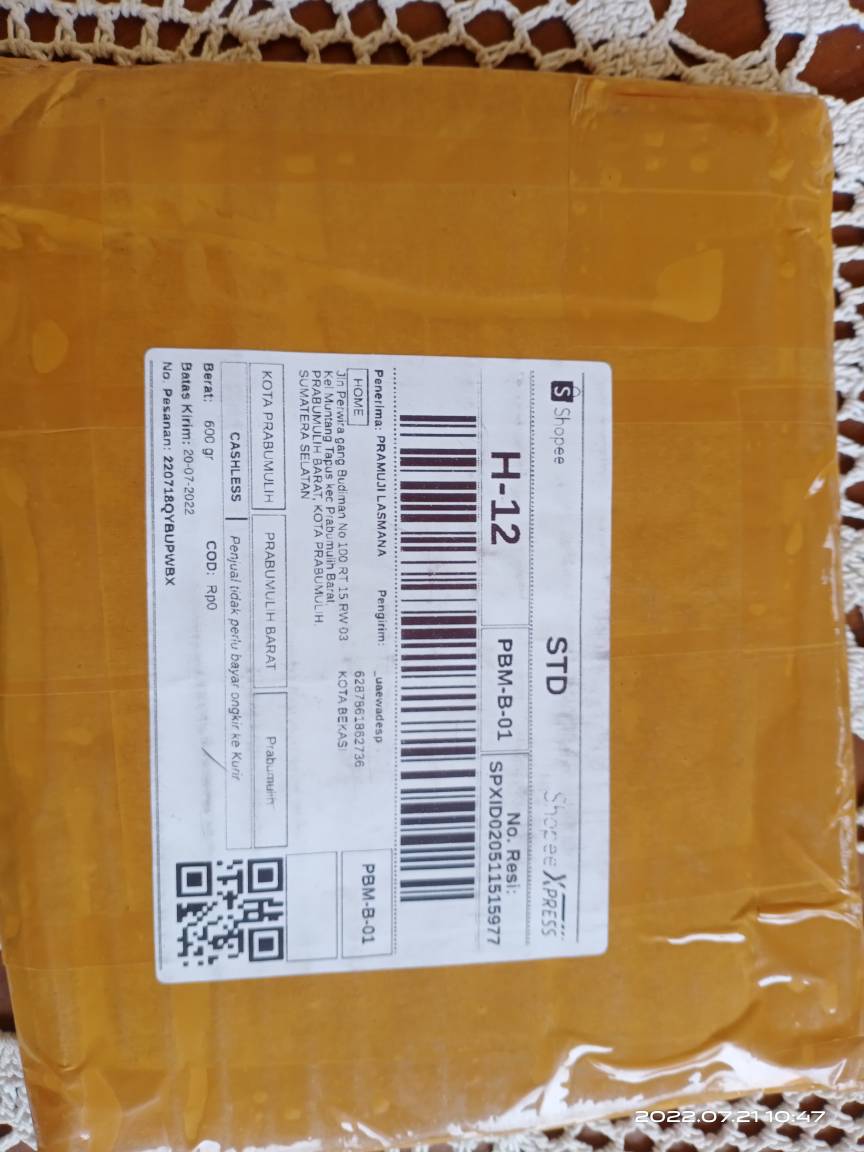 Shopee
STD
Shopee XPRESS
H-12
PBM-B-01
No. Resi:
SPXID020511515977
Penerima: PRAMUJI LASMANA
Pengirim: _uaewadesp
HOME
6287861862736
KOTA BEKASI
Jln Perwira gang Budiman No 100 RT 15 RW 03
Kel Muntang Tapus kec Prabumulih Barat,
PRABUMULIH BARAT, KOTA PRABUMULIH,
SUMATERA SELATAN
PBM-B-01
KOTA PRABUMULIH
PRABUMULIH BARAT
Prabumulih
CASHLESS
Penjual tidak perlu bayar ongkir ke Kurir
Berat: 600 gr
COD: Rp0
Batas Kirim: 20-07-2022
No. Pesanan: 220718QYBUPWBX
2022.07.21 10:47